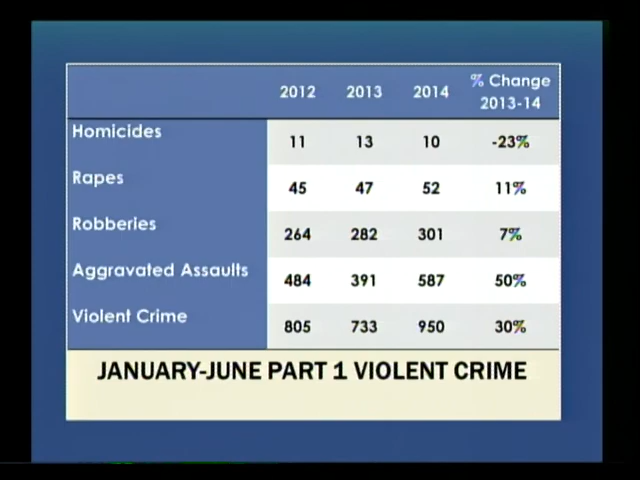 2012 2013 2014 % Change 2013-14
Homicides 11 13 10 -23%
Rapes 45 47 52 11%
Robberies 264 282 301 7%
Aggravated Assaults 484 391 587 50%
Violent Crime 805 733 950 30%
JANUARY-JUNE PART 1 VIOLENT CRIME